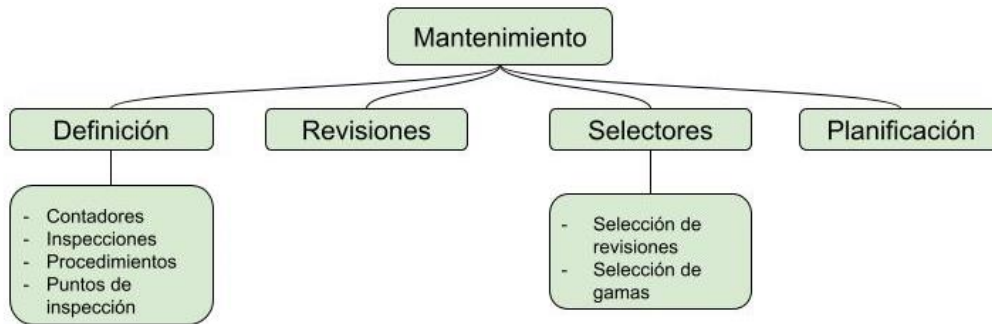 Mantenimiento
Definición
Revisiones
Selectores
Planificación
- Contadores
- Inspecciones
- Procedimientos
- Puntos de
inspección
- Selección de
revisiones
- Selección de
gamas